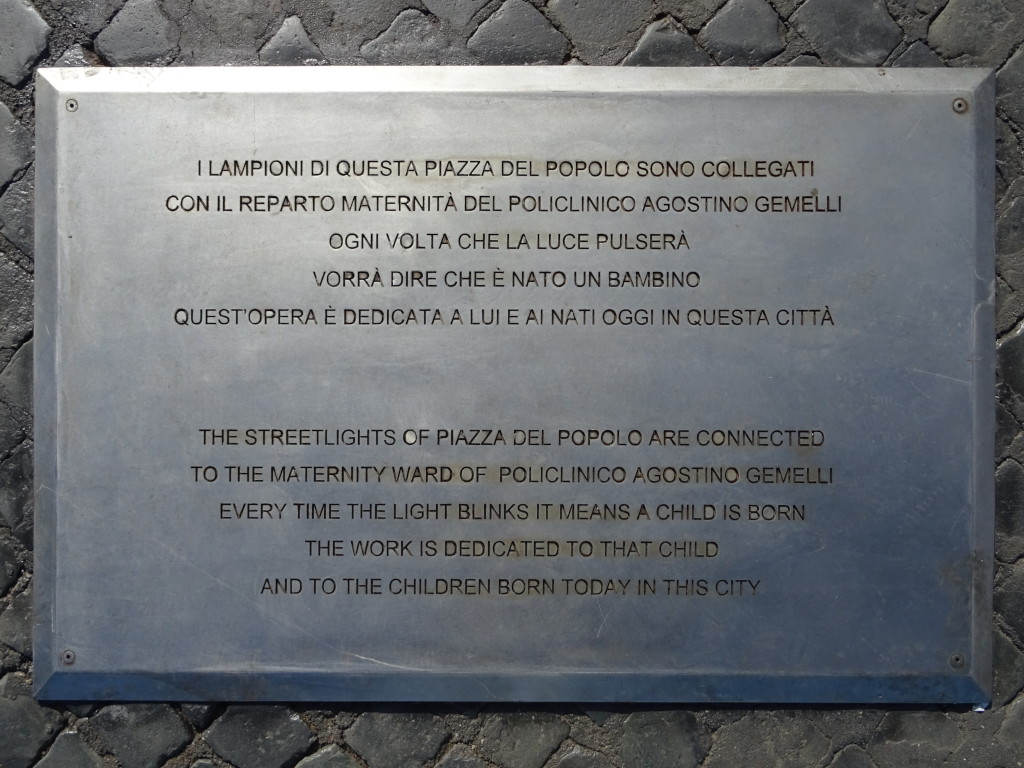 I LAMPIONI DI QUESTA PIAZZA DEL POPOLO SONO COLLEGATI
CON IL REPARTO MATERNITÀ DEL POLICLINICO AGOSTINO GEMELLI
OGNI VOLTA CHE LA LUCE PULSERÀ
VORRÀ DIRE CHE È NATO UN BAMBINO
QUEST'OPERA È DEDICATA A LUI E AI NATI OGGI IN QUESTA CITTÀ
THE STREETLIGHTS OF PIAZZA DEL POPOLO ARE CONNECTED
TO THE MATERNITY WARD OF POLICLINICO AGOSTINO GEMELLI
EVERY TIME THE LIGHT BLINKS IT MEANS A CHILD IS BORN
THE WORK IS DEDICATED TO THAT CHILD
AND TO THE CHILDREN BORN TODAY IN THIS CITY